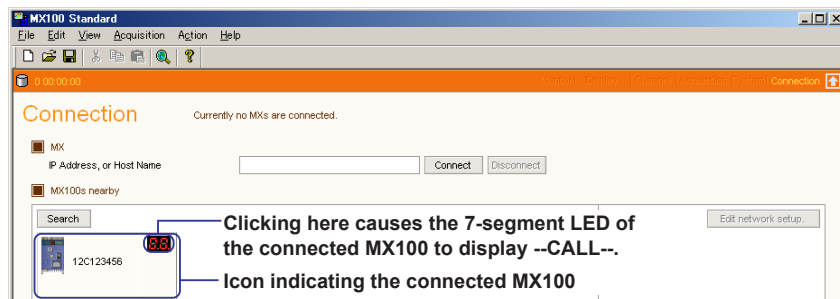 MX100 Standard
File Edit View Acquisition Action Help
0 00:00:00 Monitor Display Channel Acquisition System Connection
Connection Currently no MXs are connected.
MX
IP Address, or Host Name Connect Disconnect
MX100s nearby
Search Edit network setup.
Clicking here causes the 7-segment LED of
the connected MX100 to display --CALL--.
8.8.
12C123456
Icon indicating the connected MX100